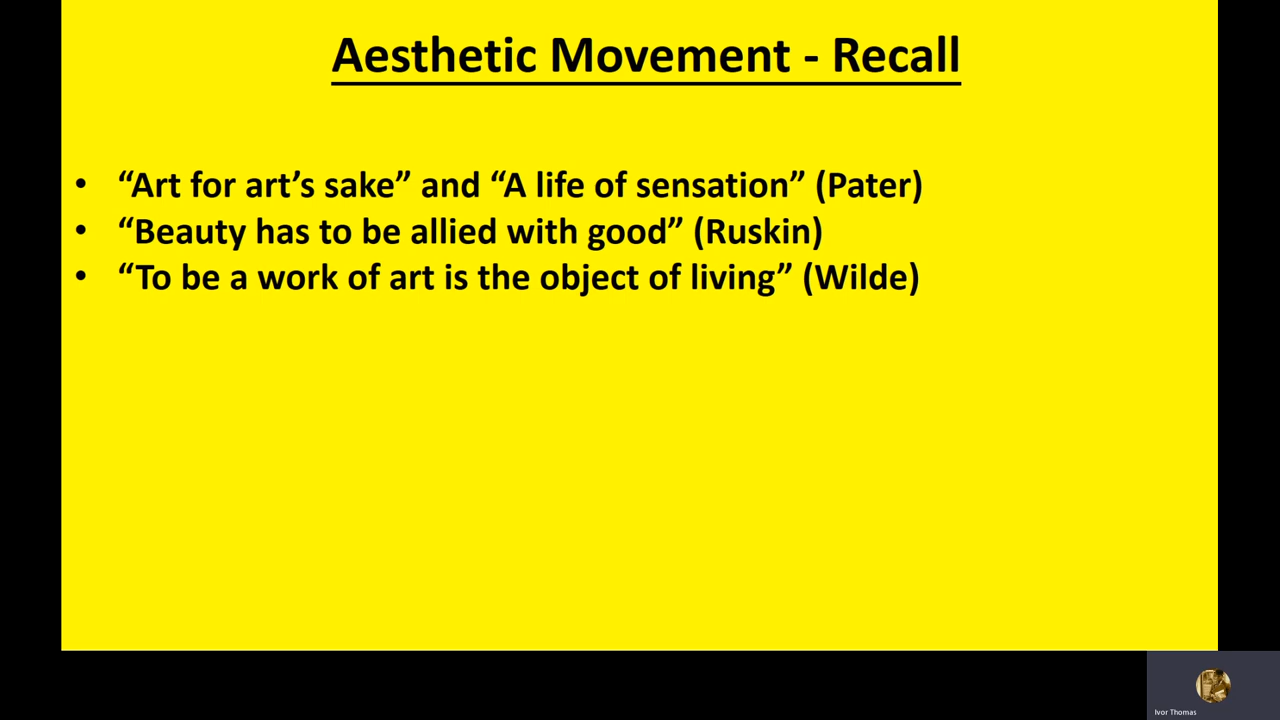 Aesthetic Movement - Recall
• “Art for art’s sake” and “A life of sensation” (Pater)
• “Beauty has to be allied with good” (Ruskin)
• “To be a work of art is the object of living” (Wilde)
Ivor Thomas